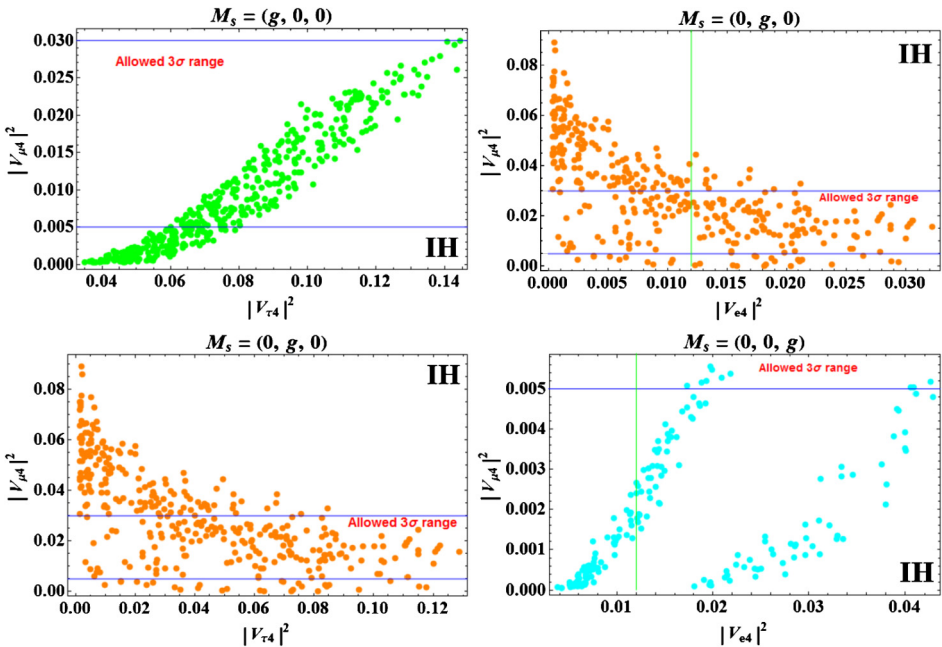 M_s = (g, 0, 0)
0.030
0.025
0.020
0.015
0.010
0.005
0.000
|V_μ4|^2
Allowed 3σ range
IH
0.04 0.06 0.08 0.10 0.12 0.14
|V_τ4|^2
M_s = (0, g, 0)
0.08
0.06
0.04
0.02
0.00
|V_μ4|^2
IH
Allowed 3σ range
0.000 0.005 0.010 0.015 0.020 0.025 0.030
|V_e4|^2
M_s = (0, g, 0)
0.08
0.06
0.04
0.02
0.00
|V_μ4|^2
IH
Allowed 3σ range
0.00 0.02 0.04 0.06 0.08 0.10 0.12
|V_τ4|^2
M_s = (0, 0, g)
0.005
0.004
0.003
0.002
0.001
0.000
|V_μ4|^2
Allowed 3σ range
IH
0.01 0.02 0.03 0.04
|V_e4|^2